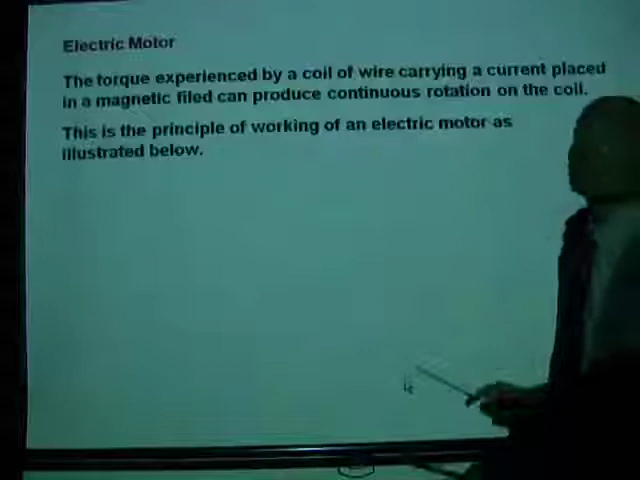 Electric Motor
The torque experienced by a coil of wire carrying a current placed
in a magnetic filed can produce continuous rotation on the coil.
This is the principle of working of an electric motor as
illustrated below.